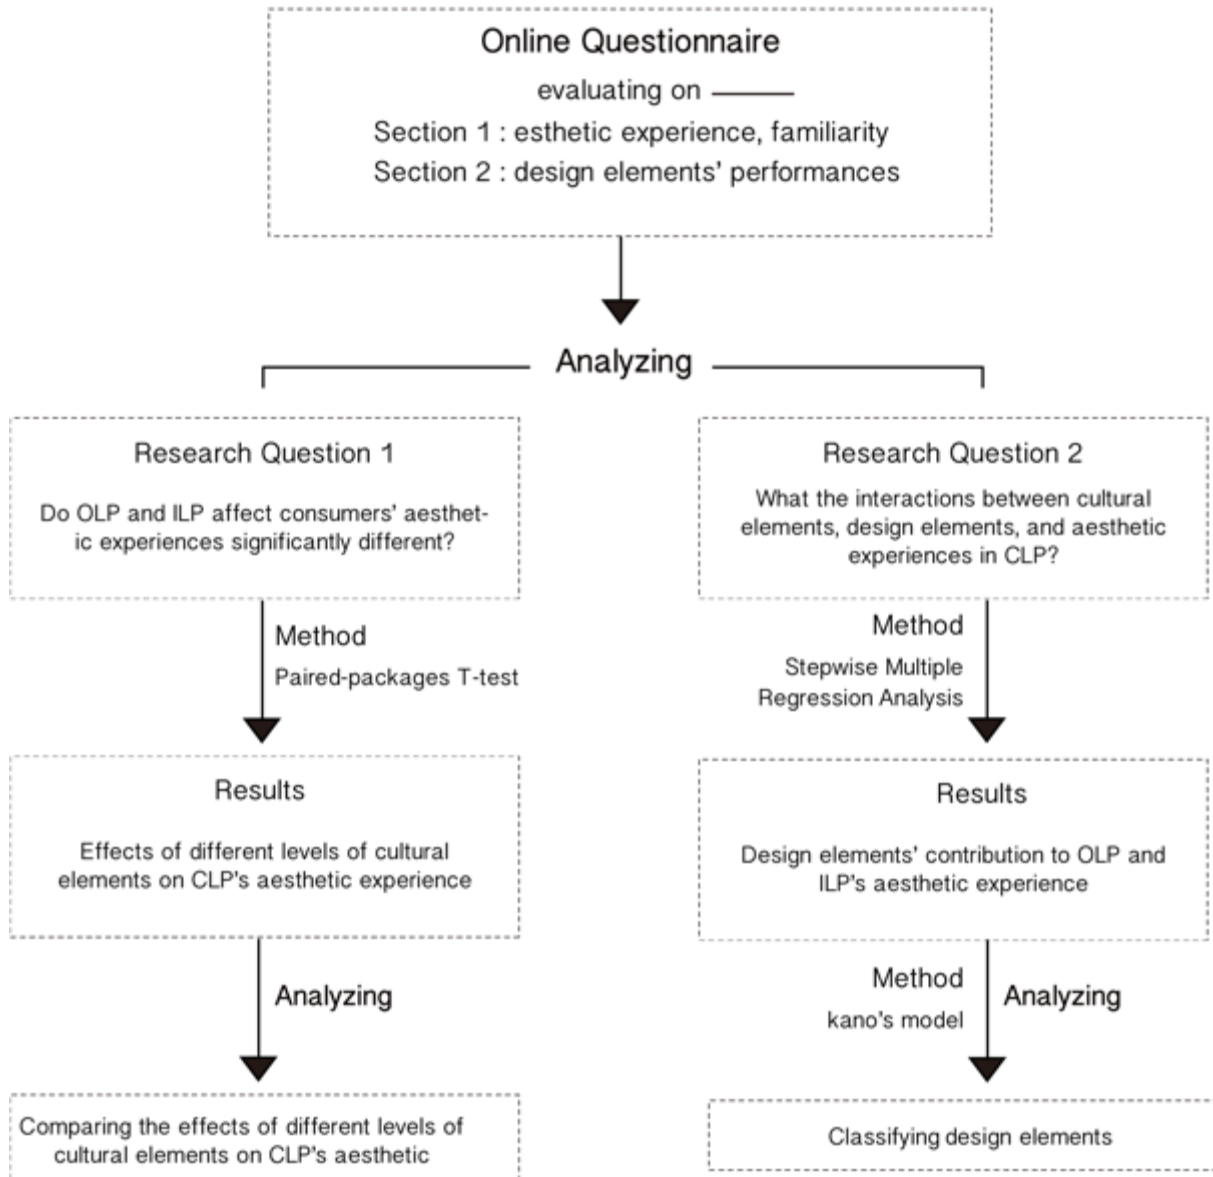 Online Questionnaire
evaluating on
Section 1 : esthetic experience, familiarity
Section 2 : design elements' performances
Analyzing
Research Question 1
Do OLP and ILP affect consumers' aesthet-
ic experiences significantly different?
Method
Paired-packages T-test
Results
Effects of different levels of cultural
elements on CLP's aesthetic experience
Analyzing
Comparing the effects of different levels of
cultural elements on CLP's aesthetic
Research Question 2
What the interactions between cultural
elements, design elements, and aesthetic
experiences in CLP?
Method
Stepwise Multiple
Regression Analysis
Results
Design elements' contribution to OLP and
ILP's aesthetic experience
Method
kano's model
Analyzing
Classifying design elements